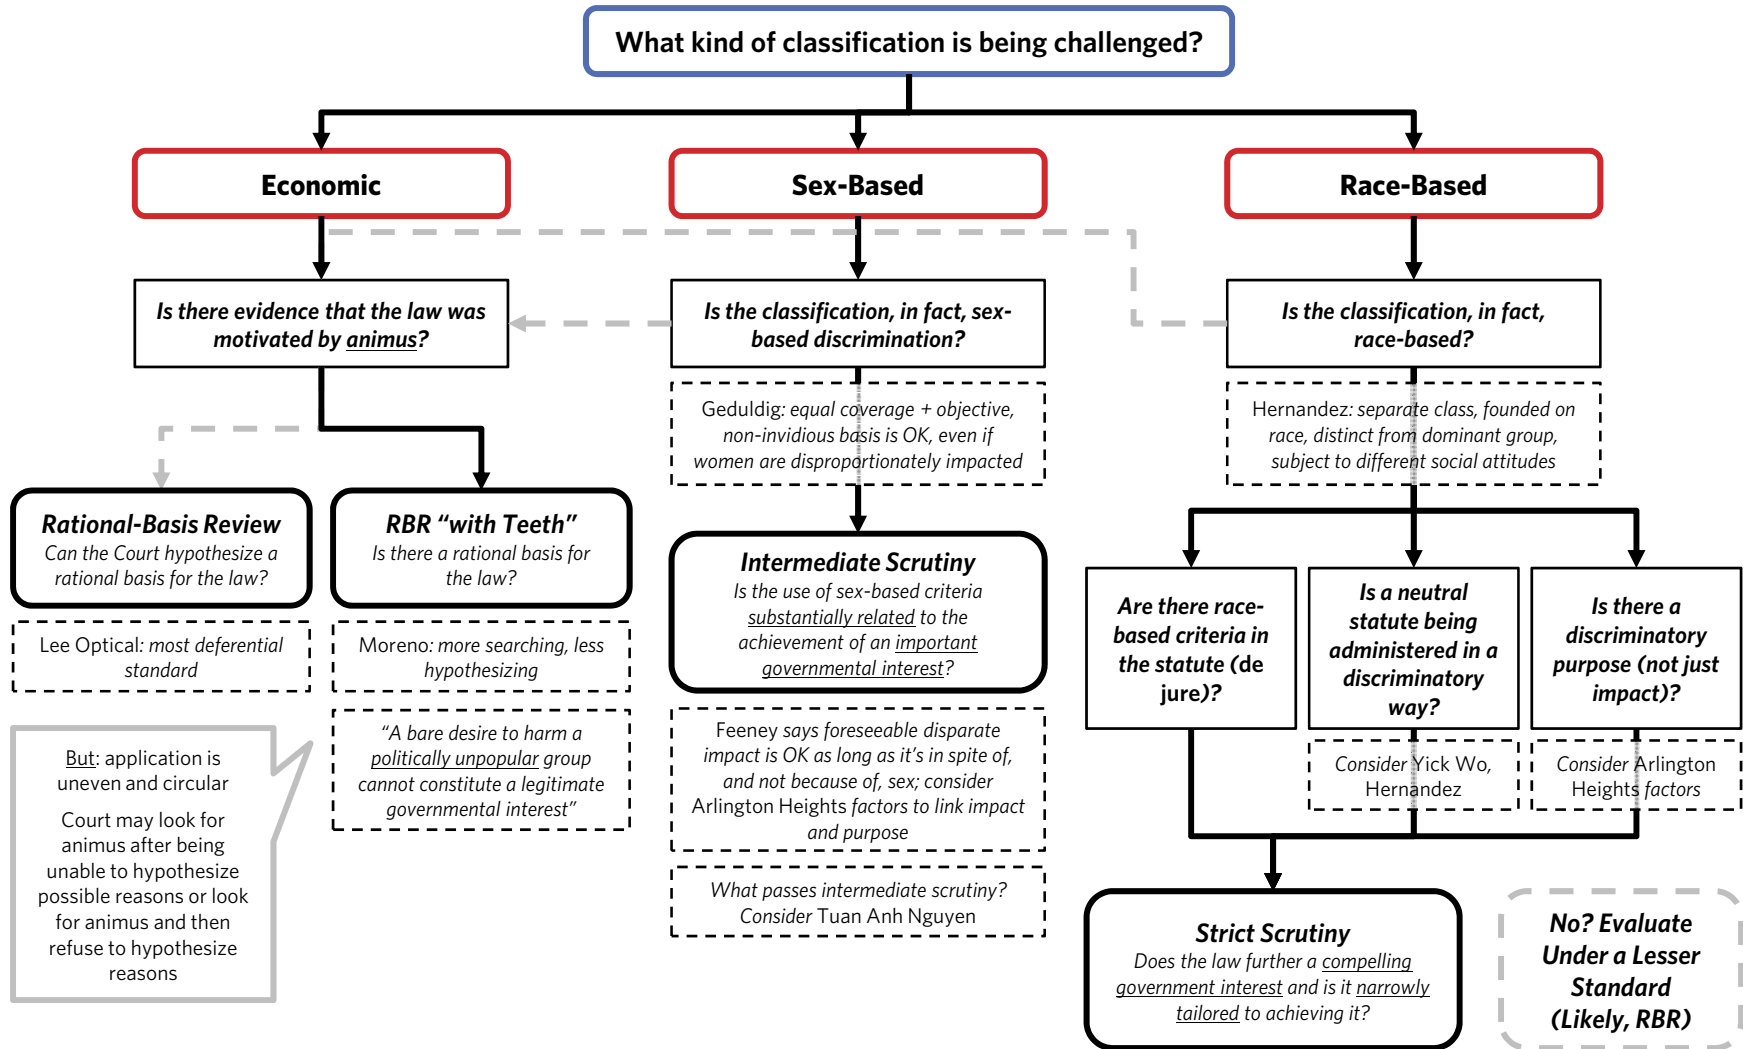 What kind of classification is being challenged?
Economic
Sex-Based
Race-Based
Is there evidence that the law was
motivated by animus?
Is the classification, in fact, sex-
based discrimination?
Is the classification, in fact,
race-based?
Geduldig: equal coverage + objective,
non-invidious basis is OK, even if
women are disproportionately impacted
Hernandez: separate class, founded on
race, distinct from dominant group,
subject to different social attitudes
Rational-Basis Review
Can the Court hypothesize a
rational basis for the law?
RBR “with Teeth”
Is there a rational basis for
the law?
Intermediate Scrutiny
Is the use of sex-based criteria
substantially related to the
achievement of an important
governmental interest?
Are there race-
based criteria in
the statute (de
jure)?
Is a neutral
statute being
administered in a
discriminatory
way?
Is there a
discriminatory
purpose (not just
impact)?
Lee Optical: most deferential
standard
Moreno: more searching, less
hypothesizing
“A bare desire to harm a
politically unpopular group
cannot constitute a legitimate
governmental interest”
But: application is
uneven and circular
Court may look for
animus after being
unable to hypothesize
possible reasons or look
for animus and then
refuse to hypothesize
reasons
Feeney says foreseeable disparate
impact is OK as long as it’s in spite of,
and not because of, sex; consider
Arlington Heights factors to link impact
and purpose
What passes intermediate scrutiny?
Consider Tuan Anh Nguyen
Consider Yick Wo,
Hernandez
Consider Arlington
Heights factors
Strict Scrutiny
Does the law further a compelling
government interest and is it narrowly
tailored to achieving it?
No? Evaluate
Under a Lesser
Standard
(Likely, RBR)